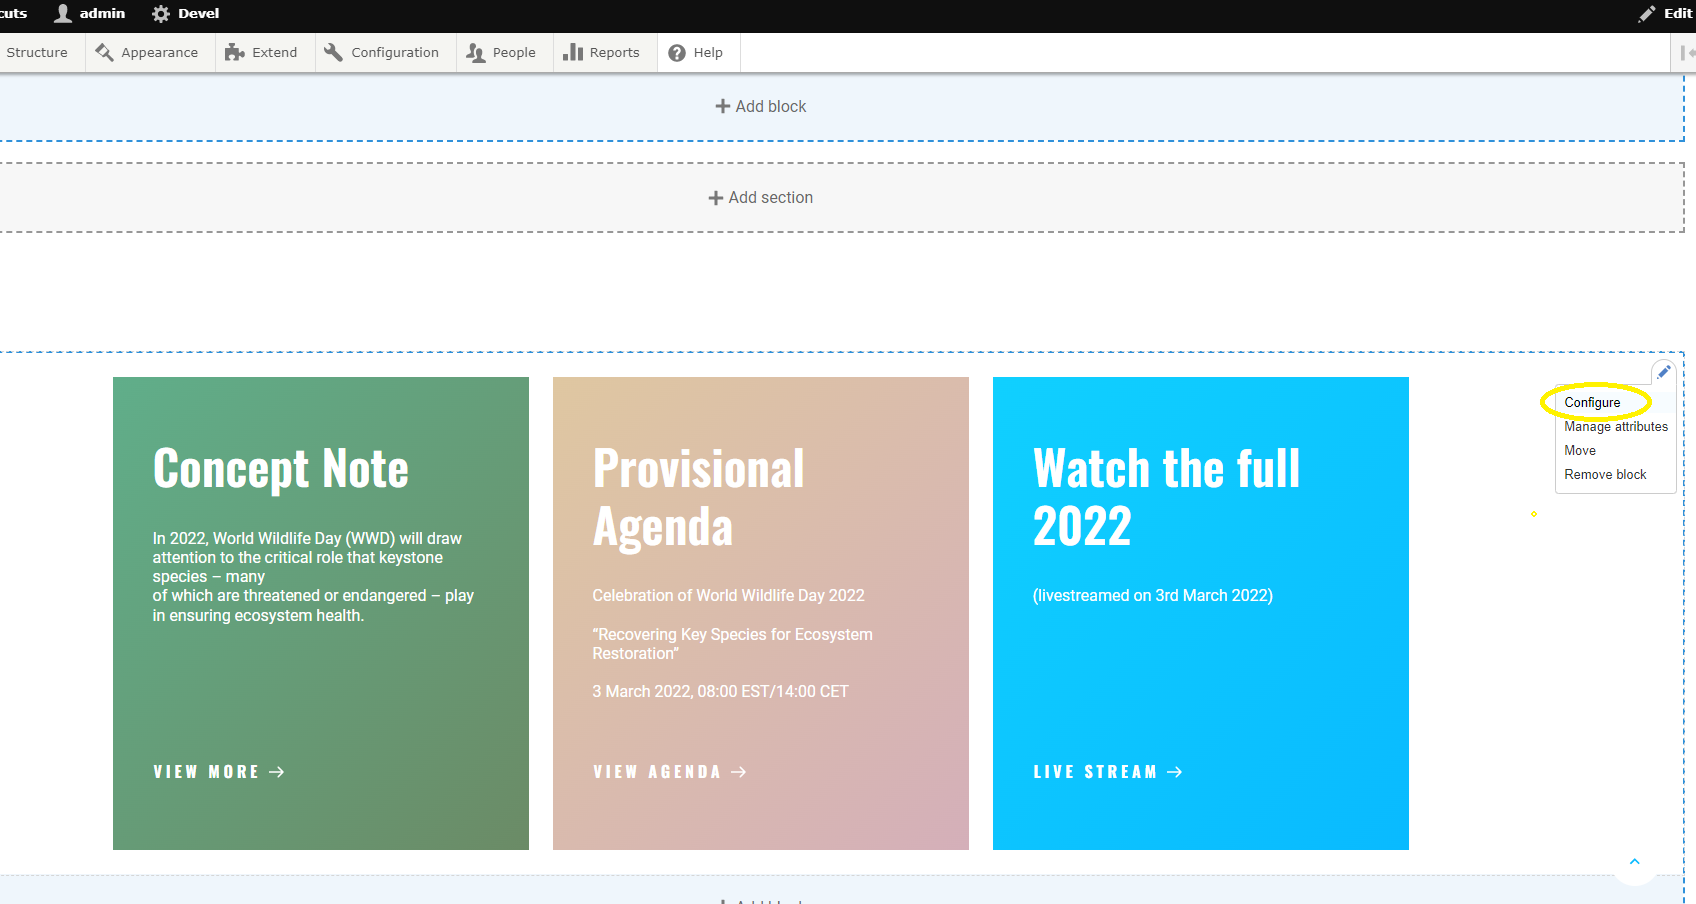 cuts admin Devel Edit
Structure Appearance Extend Configuration People Reports Help
Add block
Add section
Configure
Manage attributes
Move
Remove block
Concept Note
In 2022, World Wildlife Day (WWD) will draw
attention to the critical role that keystone
species – many
of which are threatened or endangered – play
in ensuring ecosystem health.
VIEW MORE →
Provisional
Agenda
Celebration of World Wildlife Day 2022
“Recovering Key Species for Ecosystem
Restoration”
3 March 2022, 08:00 EST/14:00 CET
VIEW AGENDA →
Watch the full
2022
(livestreamed on 3rd March 2022)
LIVE STREAM →